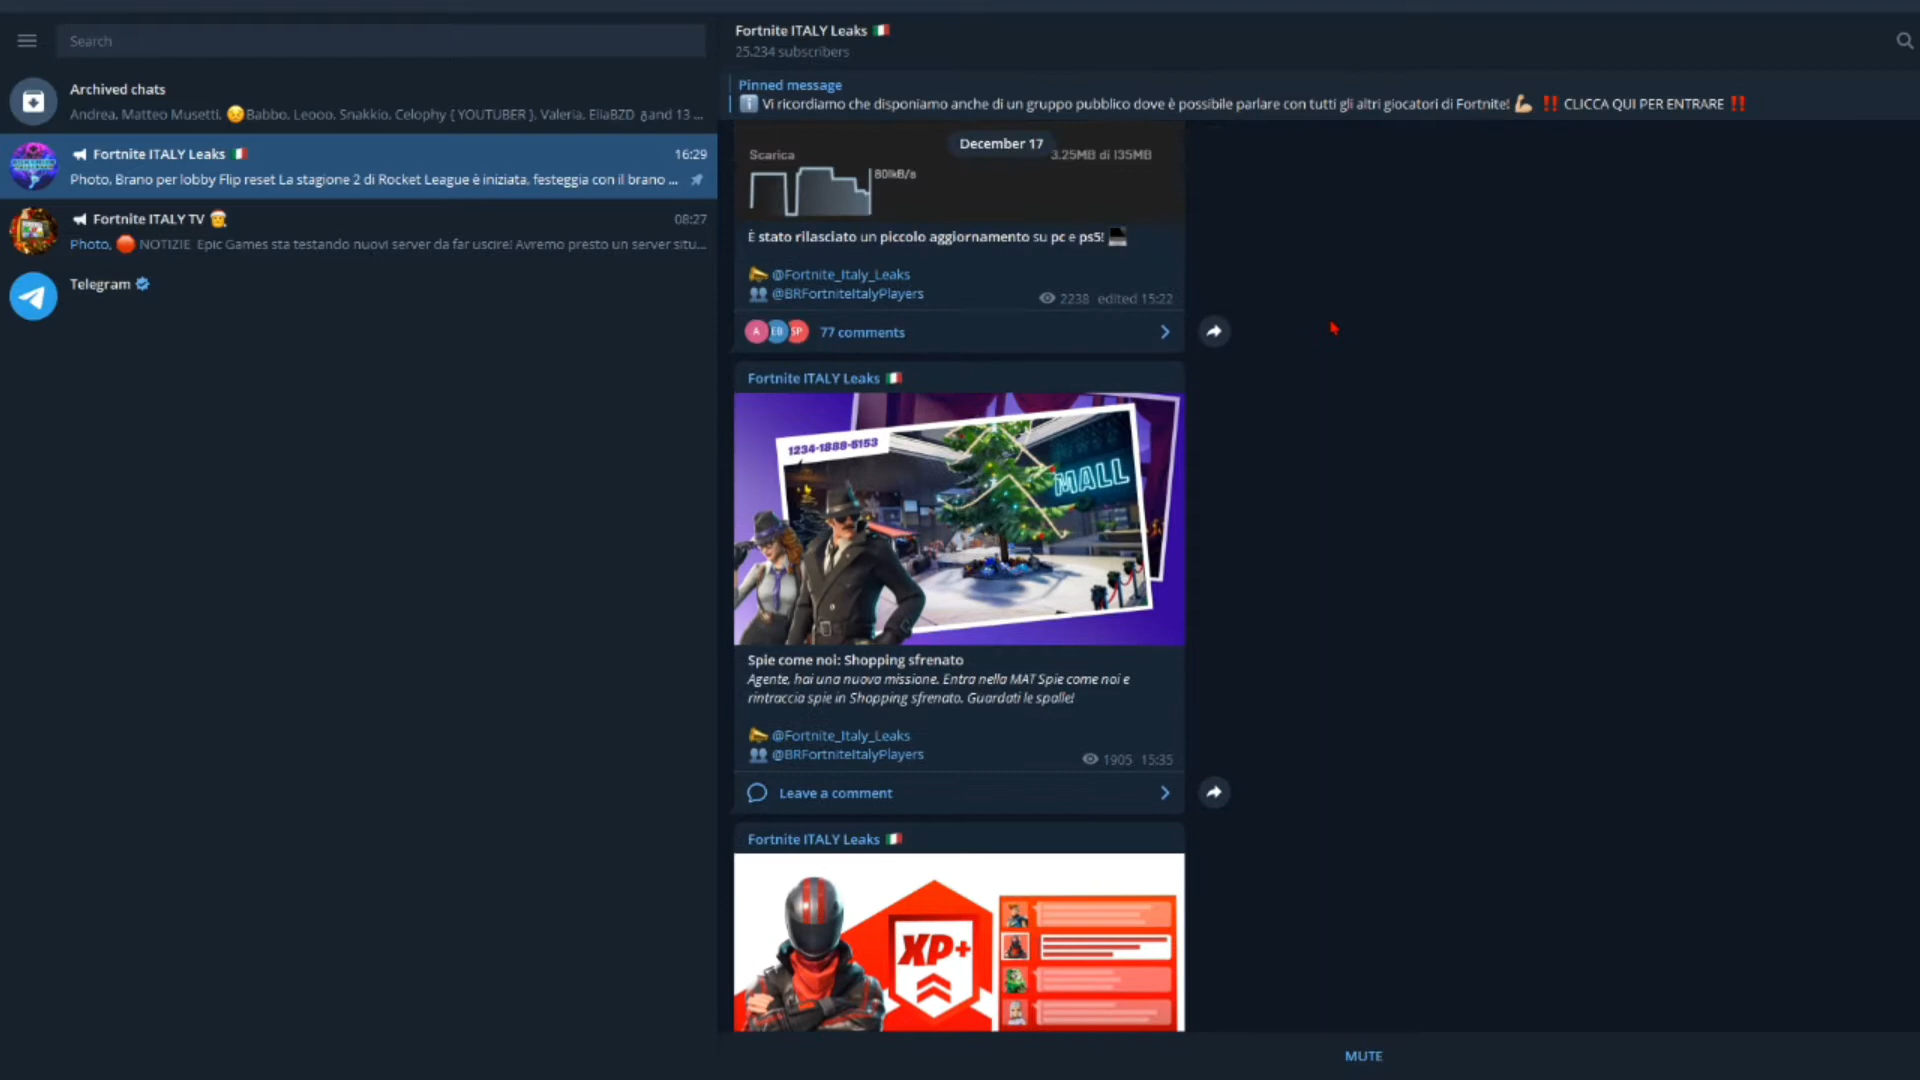 Search
Archived chats
Andrea, Matteo Musetti, 😔Babbo, Leooo, Snakkio, Celophy { YOUTUBER }, Valeria, EliaBZD and 13 ...
Fortnite ITALY Leaks 🇮🇹
16:29
Photo, Brano per lobby Flip reset La stagione 2 di Rocket League è iniziata, festeggia con il brano ...
Fortnite ITALY TV 🎅
08:27
Photo, 🛑 NOTIZIE Epic Games sta testando nuovi server da far uscire! Avremo presto un server situ...
Telegram
Fortnite ITALY Leaks 🇮🇹
25.234 subscribers
Pinned message
ℹ️ Vi ricordiamo che disponiamo anche di un gruppo pubblico dove è possibile parlare con tutti gli altri giocatori di Fortnite! 💪🏼 ‼️ CLICCA QUI PER ENTRARE ‼️
December 17
Scarica
3.25MB di 135MB
801kB/s
È stato rilasciato un piccolo aggiornamento su pc e ps5! 💻
📣 @Fortnite_Italy_Leaks
👥 @BRFortniteItalyPlayers
2238 edited 15:22
A EB SP 77 comments
Fortnite ITALY Leaks 🇮🇹
1234-1888-5153
MALL
Spie come noi: Shopping sfrenato
Agente, hai una nuova missione. Entra nella MAT Spie come noi e
rintraccia spie in Shopping sfrenato. Guardati le spalle!
📣 @Fortnite_Italy_Leaks
👥 @BRFortniteItalyPlayers
1905 15:35
Leave a comment
Fortnite ITALY Leaks 🇮🇹
XP+
MUTE